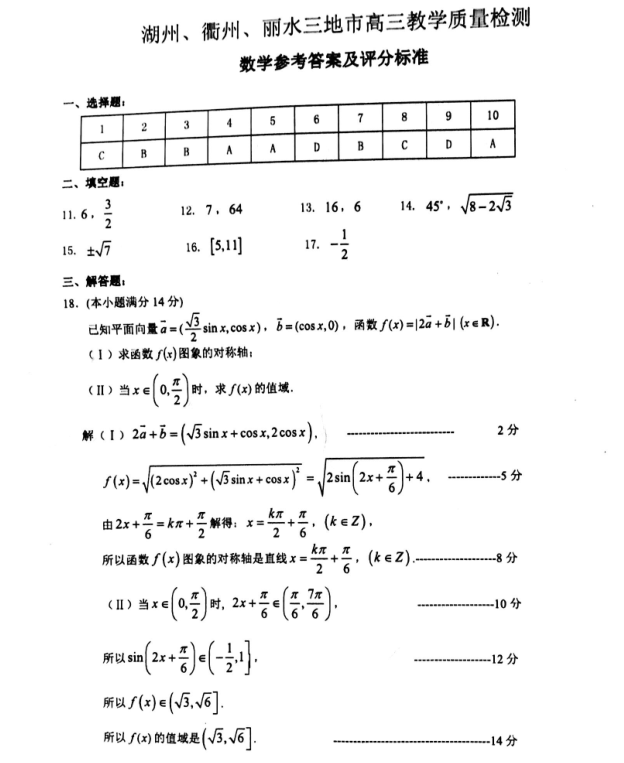 湖州、衢州、丽水三地市高三教学质量检测
数学参考答案及评分标准
一、选择题：
1 2 3 4 5 6 7 8 9 10
C B B A A D B C D A
二、填空题：
11. 6，3/2 12. 7，64 13. 16，6 14. 45°，√(8−2√3)
15. ±√7 16. [5,11] 17. −1/2
三、解答题：
18．(本小题满分 14 分)
已知平面向量 a⃗ = (√3/2 sin x, cos x)，b⃗ = (cos x, 0)，函数 f(x) = |2a⃗ + b⃗| (x∈R).
（Ⅰ）求函数 f(x) 图象的对称轴；
（Ⅱ）当 x∈(0, π/2) 时，求 f(x) 的值域．
解（Ⅰ）2a⃗ + b⃗ = (√3 sin x + cos x, 2cos x)， 2 分
f(x) = √((2cos x)² + (√3 sin x + cos x)²) = √(2sin(2x + π/6) + 4)， 5 分
由 2x + π/6 = kπ + π/2 解得：x = kπ/2 + π/6，(k∈Z)，
所以函数 f(x) 图象的对称轴是直线 x = kπ/2 + π/6，(k∈Z). 8 分
（Ⅱ）当 x∈(0, π/2) 时，2x + π/6 ∈ (π/6, 7π/6)， 10 分
所以 sin(2x + π/6) ∈ (−1/2, 1]， 12 分
所以 f(x) ∈ (√3, √6]．
所以 f(x) 的值域是 (√3, √6]． 14 分